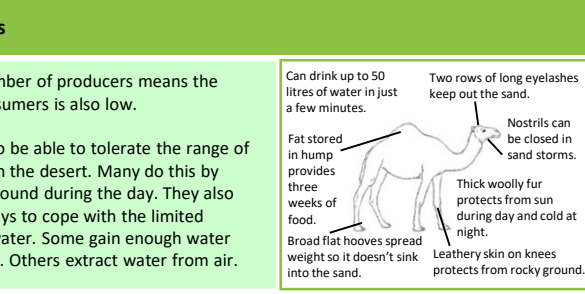 s
mber of producers means the
sumers is also low.
o be able to tolerate the range of
n the desert. Many do this by
ound during the day. They also
ys to cope with the limited
vater. Some gain enough water
. Others extract water from air.
Can drink up to 50
litres of water in just
a few minutes.
Two rows of long eyelashes
keep out the sand.
Nostrils can
be closed in
sand storms.
Fat stored
in hump
provides
three
weeks of
food.
Thick woolly fur
protects from sun
during day and cold at
night.
Broad flat hooves spread
weight so it doesn’t sink
into the sand.
Leathery skin on knees
protects from rocky ground.